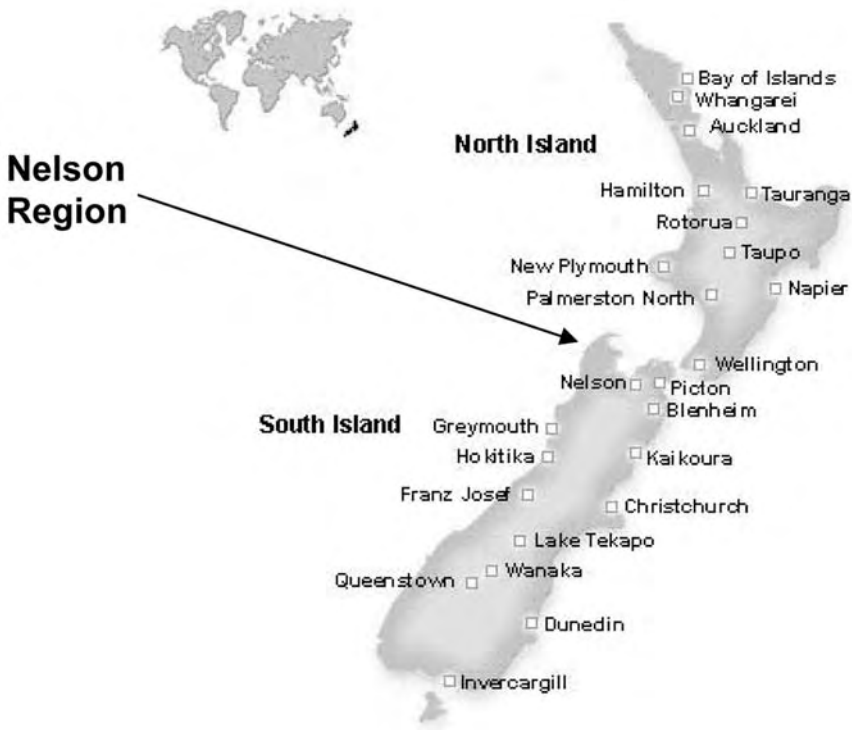 Bay of Islands
Whangarei
Auckland
North Island
Nelson
Region
Hamilton
Tauranga
Rotorua
Taupo
New Plymouth
Napier
Palmerston North
Wellington
Nelson
Picton
Blenheim
South Island
Greymouth
Hokitika
Kaikoura
Franz Josef
Christchurch
Lake Tekapo
Wanaka
Queenstown
Dunedin
Invercargill